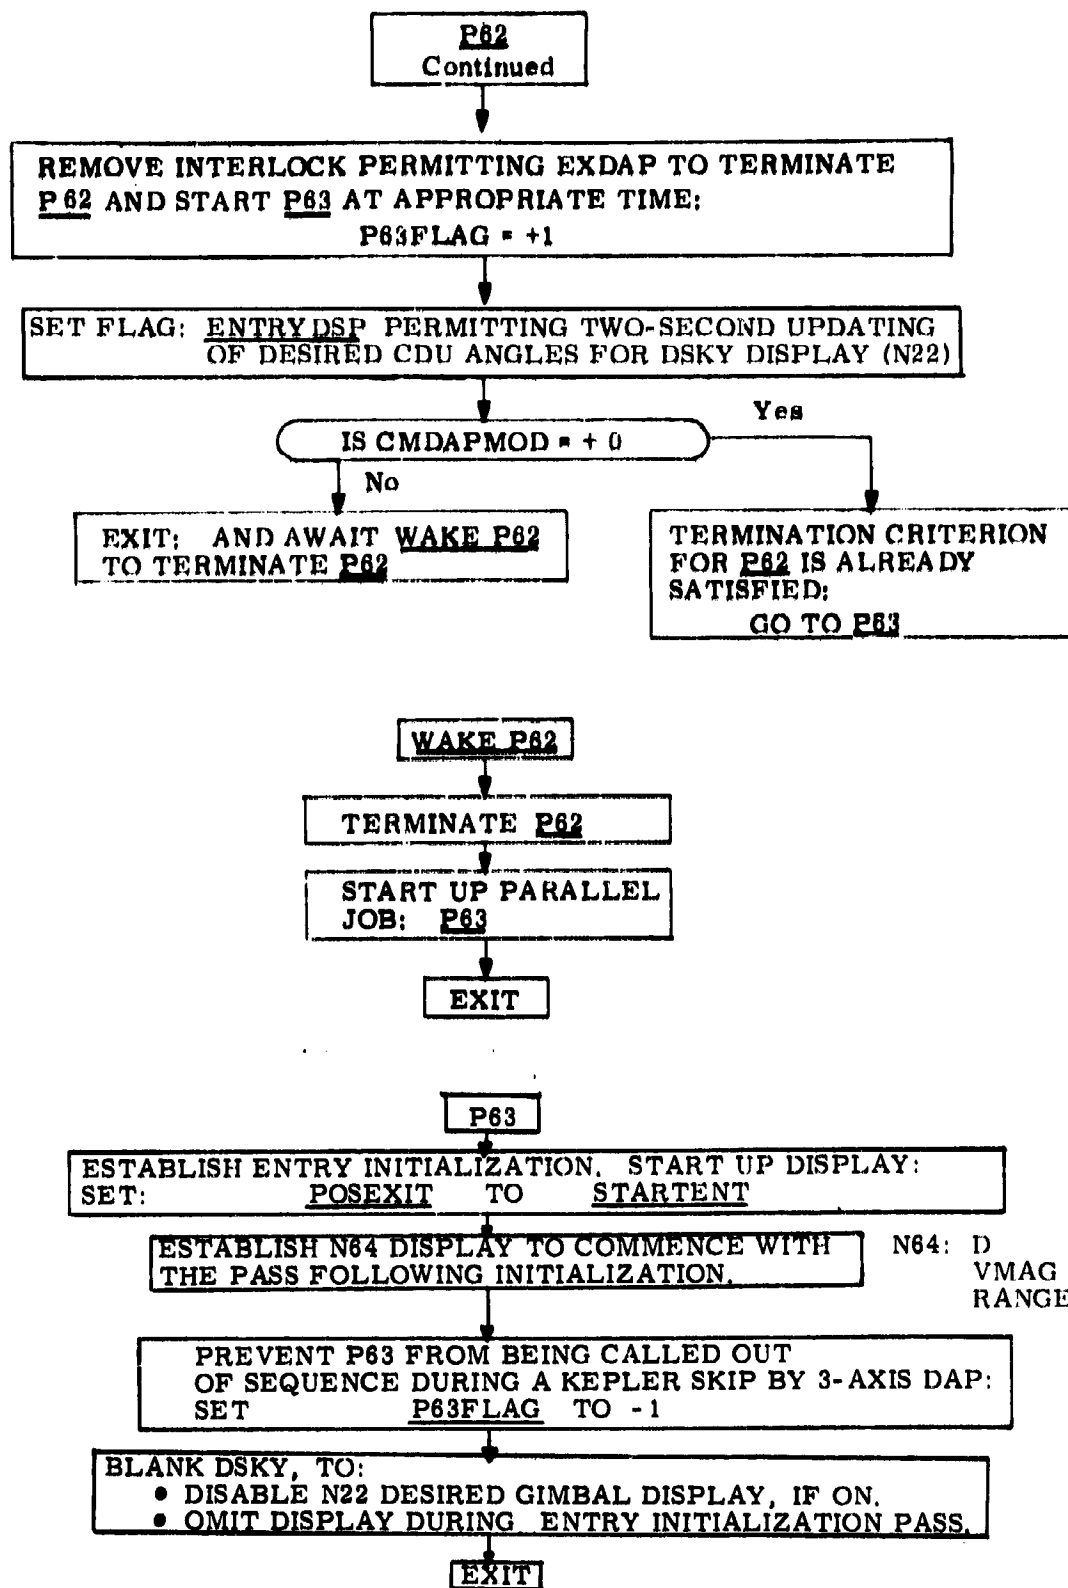 P62
Continued
REMOVE INTERLOCK PERMITTING EXDAP TO TERMINATE
P62 AND START P63 AT APPROPRIATE TIME:
P63FLAG = +1
SET FLAG: ENTRY DSP PERMITTING TWO-SECOND UPDATING
OF DESIRED CDU ANGLES FOR DSKY DISPLAY (N22)
IS CMDAPMOD = + 0
Yes
No
EXIT: AND AWAIT WAKE P62
TO TERMINATE P62
TERMINATION CRITERION
FOR P62 IS ALREADY
SATISFIED:
GO TO P63
WAKE P62
TERMINATE P62
START UP PARALLEL
JOB: P63
EXIT
P63
ESTABLISH ENTRY INITIALIZATION. START UP DISPLAY:
SET: POSEXIT TO STARTENT
ESTABLISH N64 DISPLAY TO COMMENCE WITH
THE PASS FOLLOWING INITIALIZATION.
N64: D
VMAG
RANGE
PREVENT P63 FROM BEING CALLED OUT
OF SEQUENCE DURING A KEPLER SKIP BY 3-AXIS DAP:
SET P63FLAG TO -1
BLANK DSKY, TO:
• DISABLE N22 DESIRED GIMBAL DISPLAY, IF ON.
• OMIT DISPLAY DURING ENTRY INITIALIZATION PASS.
EXIT